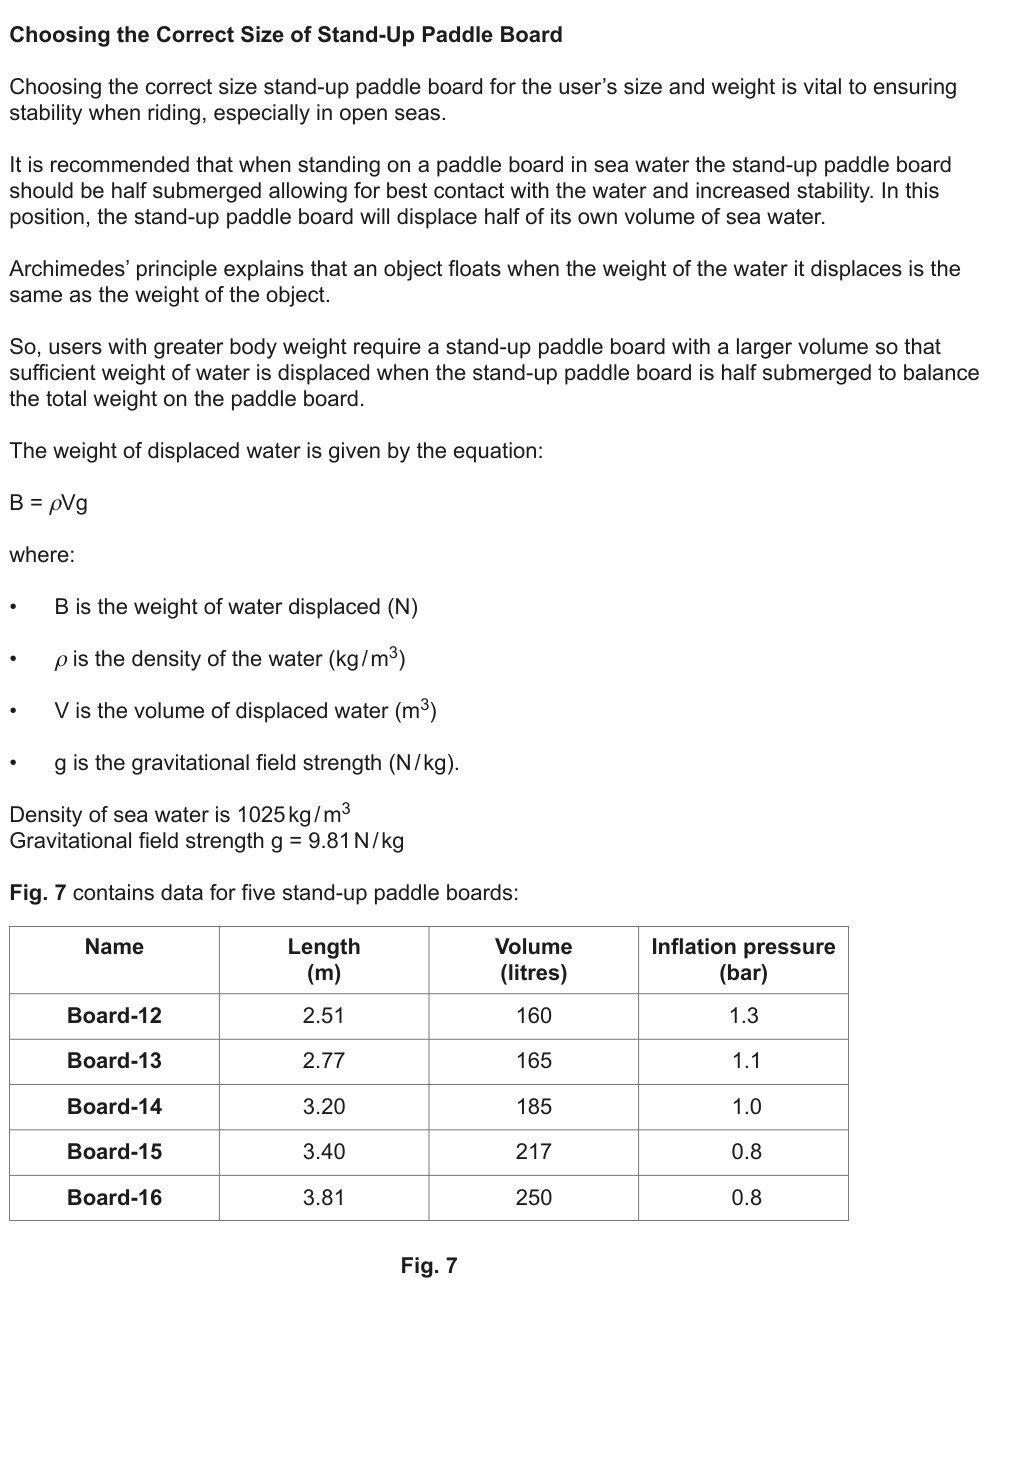 Choosing the Correct Size of Stand-Up Paddle Board
Choosing the correct size stand-up paddle board for the user’s size and weight is vital to ensuring
stability when riding, especially in open seas.
It is recommended that when standing on a paddle board in sea water the stand-up paddle board
should be half submerged allowing for best contact with the water and increased stability. In this
position, the stand-up paddle board will displace half of its own volume of sea water.
Archimedes’ principle explains that an object floats when the weight of the water it displaces is the
same as the weight of the object.
So, users with greater body weight require a stand-up paddle board with a larger volume so that
sufficient weight of water is displaced when the stand-up paddle board is half submerged to balance
the total weight on the paddle board.
The weight of displaced water is given by the equation:
B = ρVg
where:
• B is the weight of water displaced (N)
• ρ is the density of the water (kg/m³)
• V is the volume of displaced water (m³)
• g is the gravitational field strength (N/kg).
Density of sea water is 1025 kg/m³
Gravitational field strength g = 9.81 N/kg
Fig. 7 contains data for five stand-up paddle boards:
Name Length Volume Inflation pressure
(m) (litres) (bar)
Board-12 2.51 160 1.3
Board-13 2.77 165 1.1
Board-14 3.20 185 1.0
Board-15 3.40 217 0.8
Board-16 3.81 250 0.8
Fig. 7